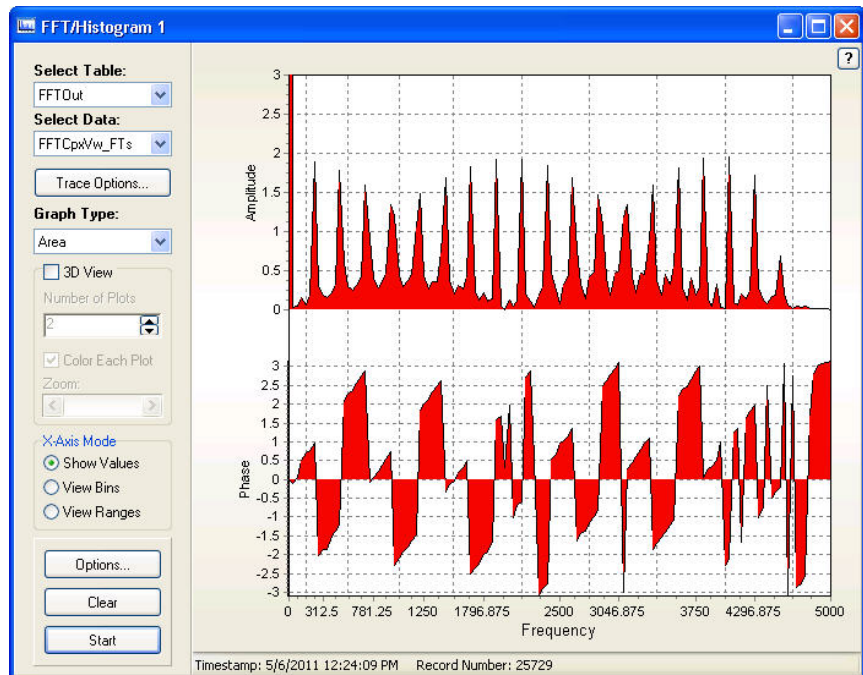 FFT/Histogram 1
Select Table:
FFTOut
Select Data:
FFTCpxVw_FTs
Trace Options...
Graph Type:
Area
3D View
Number of Plots
2
Color Each Plot
Zoom:
X-Axis Mode
Show Values
View Bins
View Ranges
Options...
Clear
Start
?
3
2.5
2
1.5
1
0.5
0
Amplitude
3
2.5
2
1.5
1
0.5
0
-0.5
-1
-1.5
-2
-2.5
-3
Phase
0 312.5 781.25 1250 1796.875 2500 3046.875 3750 4296.875 5000
Frequency
Timestamp: 5/6/2011 12:24:09 PM Record Number: 25729